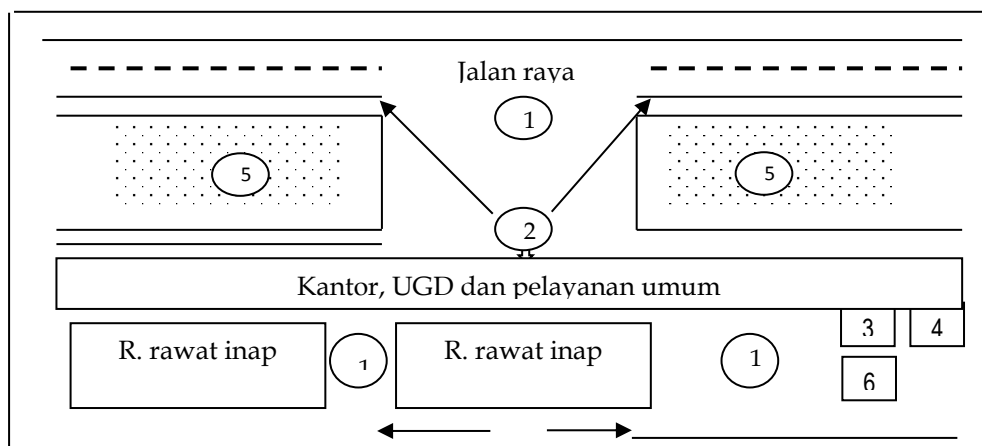 Jalan raya
1
5
5
2
Kantor, UGD dan pelayanan umum
3
4
R. rawat inap
1
R. rawat inap
1
6